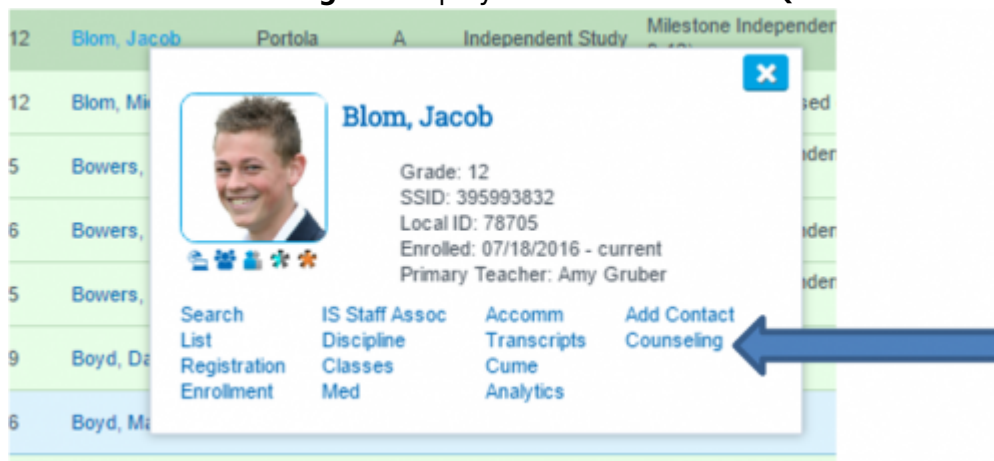 12 Blom, Jacob Portola A Independent Study Milestone Independen
12 Blom, Mi sed
Blom, Jacob
5 Bowers, nden
Grade: 12
SSID: 395993832
Local ID: 78705
6 Bowers, nden
Enrolled: 07/18/2016 - current
Primary Teacher: Amy Gruber
5 Bowers, nden
Search IS Staff Assoc Accomm Add Contact
List Discipline Transcripts Counseling
9 Boyd, Da
Registration Classes Cume
Enrollment Med Analytics
6 Boyd, Ma